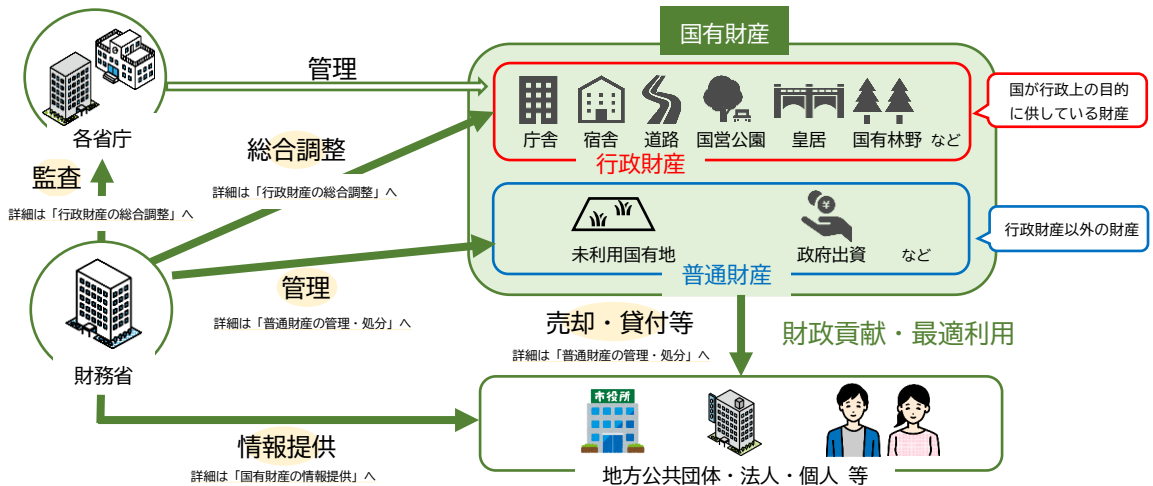 国有財産
管理
各省庁
庁舎
宿舎
道路
国営公園
皇居
国有林野
など
行政財産
国が行政上の目的
に供している財産
総合調整
詳細は「行政財産の総合調整」へ
監査
詳細は「行政財産の総合調整」へ
未利用国有地
政府出資
など
普通財産
行政財産以外の財産
管理
詳細は「普通財産の管理・処分」へ
財務省
売却・貸付等
詳細は「普通財産の管理・処分」へ
財政貢献・最適利用
市役所
地方公共団体・法人・個人 等
情報提供
詳細は「国有財産の情報提供」へ